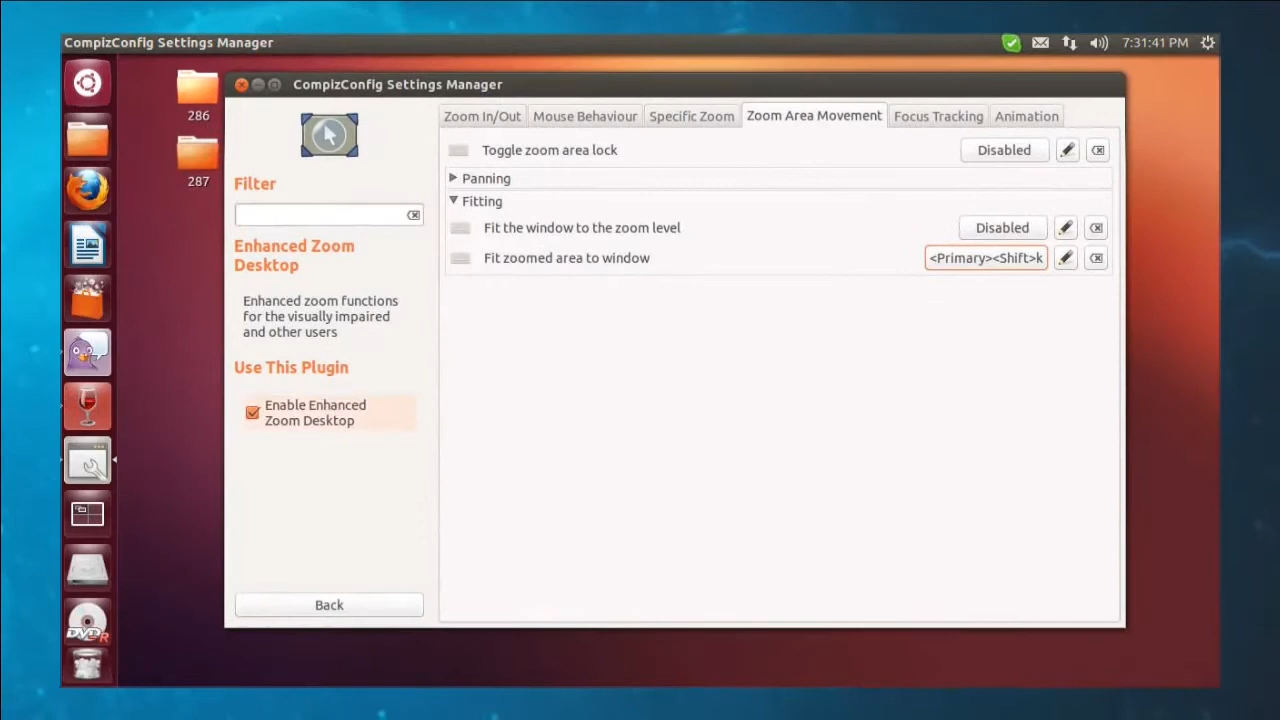 CompizConfig Settings Manager
7:31:41 PM
286
287
CompizConfig Settings Manager
Filter
Enhanced Zoom
Desktop
Enhanced zoom functions
for the visually impaired
and other users
Use This Plugin
Enable Enhanced
Zoom Desktop
Back
Zoom In/Out Mouse Behaviour Specific Zoom Zoom Area Movement Focus Tracking Animation
Toggle zoom area lock Disabled
Panning
Fitting
Fit the window to the zoom level Disabled
Fit zoomed area to window <Primary><Shift>k
DVD R